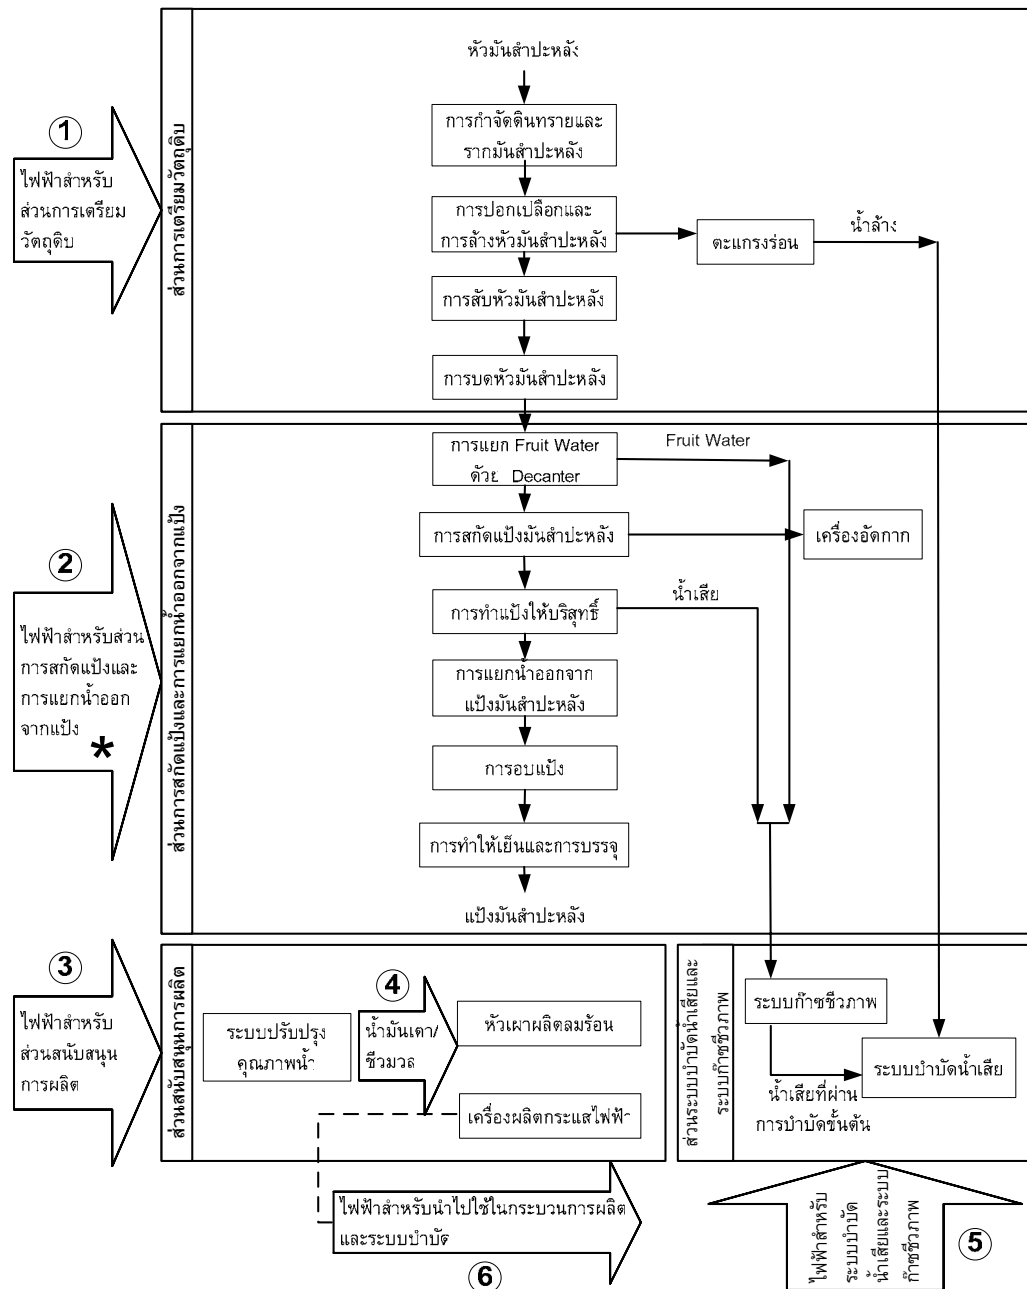 หัวมันสำปะหลัง
1
ไฟฟ้าสำหรับ
ส่วนการเตรียม
วัตถุดิบ
ส่วนการเตรียมวัตถุดิบ
การกำจัดดินทรายและ
รากมันสำปะหลัง
การปอกเปลือกและ
การล้างหัวมันสำปะหลัง
ตะแกรงร่อน
น้ำล้าง
การสับหัวมันสำปะหลัง
การบดหัวมันสำปะหลัง
2
ไฟฟ้าสำหรับส่วน
การสกัดแป้งและ
การแยกน้ำออก
จากแป้ง
*
ส่วนการสกัดแป้งและการแยกน้ำออกจากแป้ง
การแยก Fruit Water
ด้วย Decanter
Fruit Water
การสกัดแป้งมันสำปะหลัง
เครื่องอัดกาก
การทำแป้งให้บริสุทธิ์
น้ำเสีย
การแยกน้ำออกจาก
แป้งมันสำปะหลัง
การอบแป้ง
การทำให้เย็นและการบรรจุ
แป้งมันสำปะหลัง
3
ไฟฟ้าสำหรับ
ส่วนสนับสนุน
การผลิต
ส่วนสนับสนุนการผลิต
ระบบปรับปรุง
คุณภาพน้ำ
4
น้ำมันเตา/
ชีวมวล
หัวเผาผลิตลมร้อน
เครื่องผลิตกระแสไฟฟ้า
ส่วนระบบบำบัดน้ำเสียและ
ระบบก๊าซชีวภาพ
ระบบก๊าซชีวภาพ
ระบบบำบัดน้ำเสีย
น้ำเสียที่ผ่าน
การบำบัดขั้นต้น
ไฟฟ้าสำหรับนำไปใช้ในกระบวนการผลิต
และระบบบำบัด
6
ไฟฟ้าสำหรับ
ระบบบำบัด
น้ำเสียและระบบ
ก๊าซชีวภาพ
5